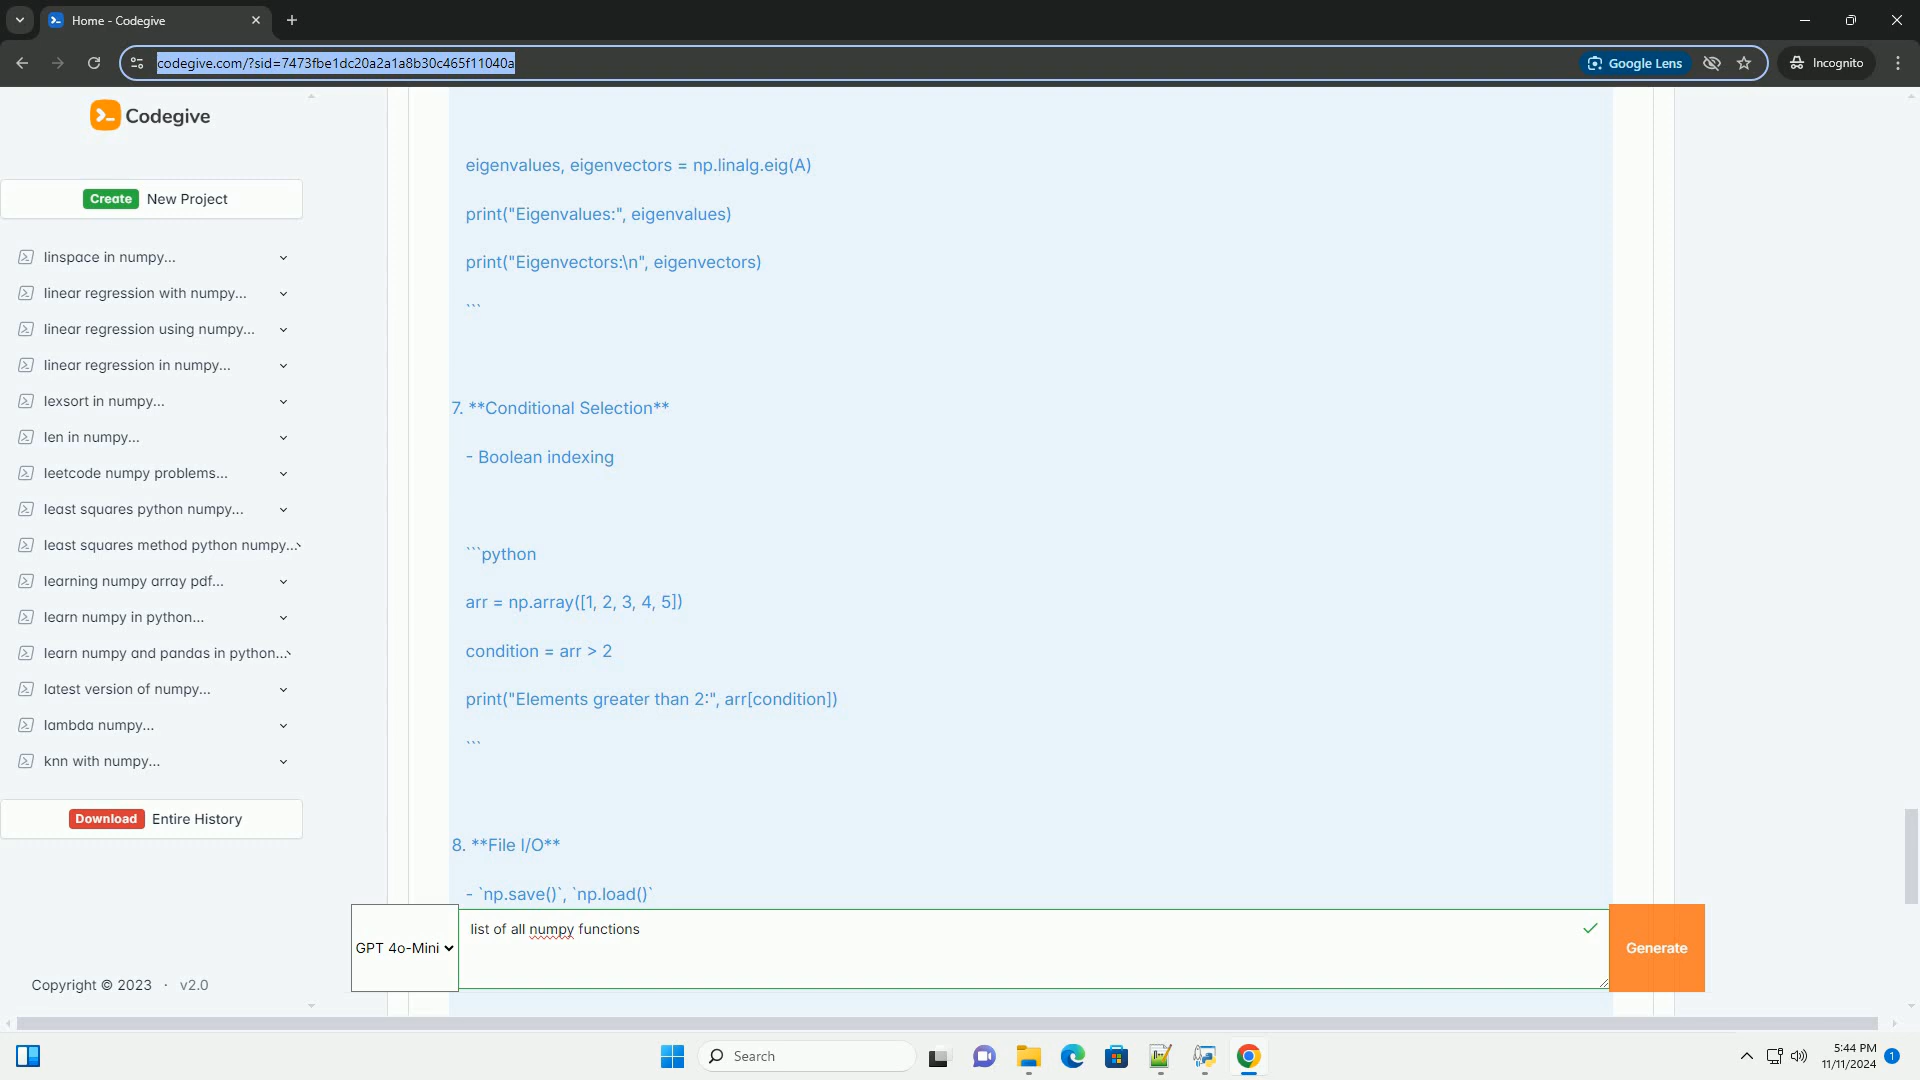 Home - Codegive
codegive.com/?sid=7473fbe1dc20a2a1a8b30c465f11040a
Google Lens
Incognito
Codegive
Create New Project
linspace in numpy...
linear regression with numpy...
linear regression using numpy...
linear regression in numpy...
lexsort in numpy...
len in numpy...
leetcode numpy problems...
least squares python numpy...
least squares method python numpy...
learning numpy array pdf...
learn numpy in python...
learn numpy and pandas in python...
latest version of numpy...
lambda numpy...
knn with numpy...
Download Entire History
Copyright © 2023 · v2.0
eigenvalues, eigenvectors = np.linalg.eig(A)
print("Eigenvalues:", eigenvalues)
print("Eigenvectors:\n", eigenvectors)
```
7. **Conditional Selection**
- Boolean indexing
```python
arr = np.array([1, 2, 3, 4, 5])
condition = arr > 2
print("Elements greater than 2:", arr[condition])
```
8. **File I/O**
- `np.save()`, `np.load()`
GPT 4o-Mini
list of all numpy functions
Generate
Search
5:44 PM
11/11/2024
1